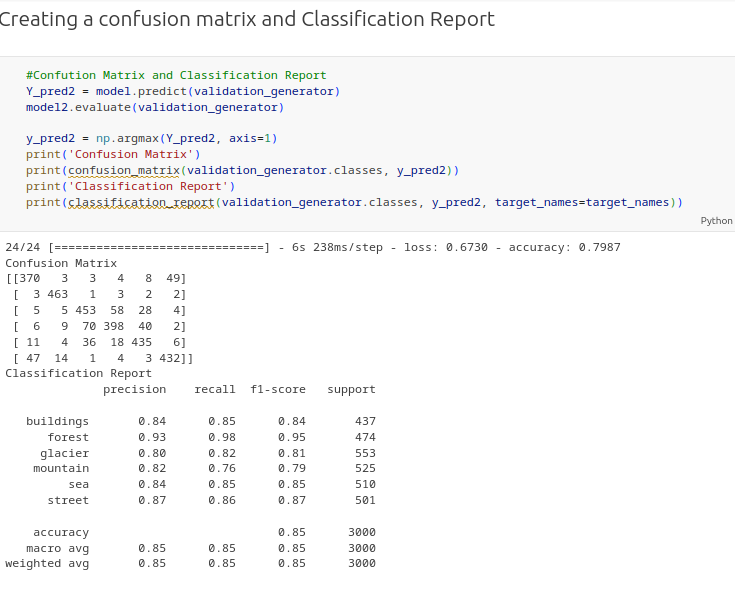 Creating a confusion matrix and Classification Report
#Confution Matrix and Classification Report
Y_pred2 = model.predict(validation_generator)
model2.evaluate(validation_generator)
y_pred2 = np.argmax(Y_pred2, axis=1)
print('Confusion Matrix')
print(confusion_matrix(validation_generator.classes, y_pred2))
print('Classification Report')
print(classification_report(validation_generator.classes, y_pred2, target_names=target_names))
Python
24/24 [==============================] - 6s 238ms/step - loss: 0.6730 - accuracy: 0.7987
Confusion Matrix
[[370   3   3   4   8  49]
 [  3 463   1   3   2   2]
 [  5   5 453  58  28   4]
 [  6   9  70 398  40   2]
 [ 11   4  36  18 435   6]
 [ 47  14   1   4   3 432]]
Classification Report
              precision    recall  f1-score   support
   buildings       0.84      0.85      0.84       437
      forest       0.93      0.98      0.95       474
     glacier       0.80      0.82      0.81       553
    mountain       0.82      0.76      0.79       525
         sea       0.84      0.85      0.85       510
      street       0.87      0.86      0.87       501
    accuracy                           0.85      3000
   macro avg       0.85      0.85      0.85      3000
weighted avg       0.85      0.85      0.85      3000